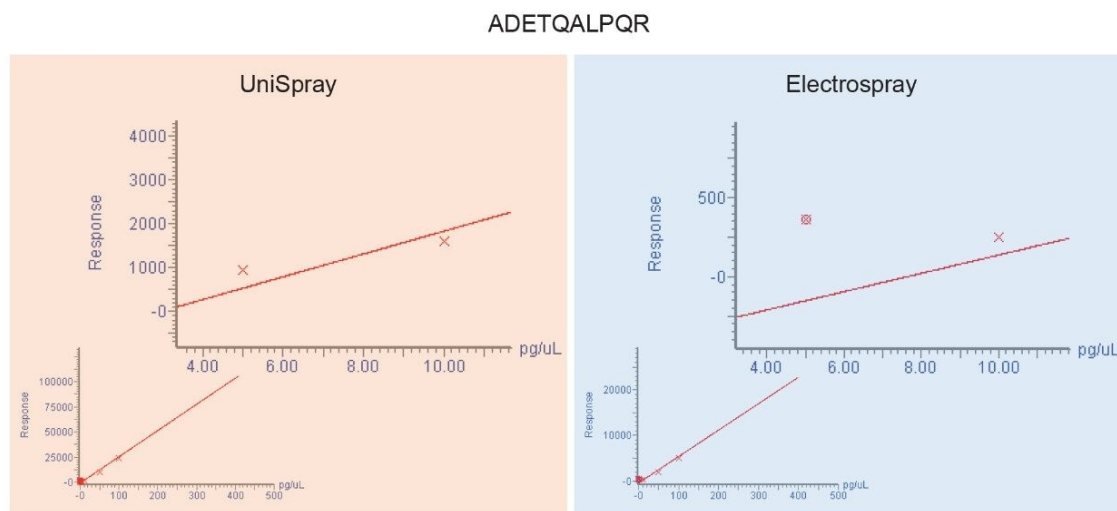 ADETQALPQR
UniSpray
4000
3000
2000
1000
-0
Response
4.00 6.00 8.00 10.00
pg/uL
100000
75000
50000
25000
-0
Response
-0 100 200 300 400 500
pg/uL
Electrospray
500
-0
Response
4.00 6.00 8.00 10.00
pg/uL
20000
10000
-0
Response
-0 100 200 300 400 500
pg/uL